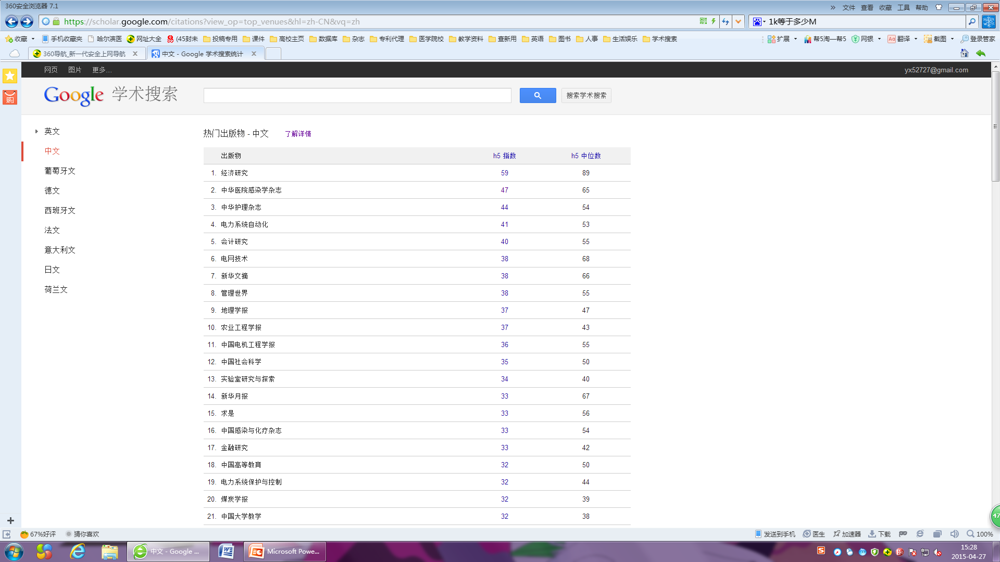 360安全浏览器 7.1
» 文件 查看 收藏 工具 帮助
https://scholar.google.com/citations?view_op=top_venues&hl=zh-CN&vq=zh
1k等于多少M
收藏 手机收藏夹 哈尔滨医 网址大全 (45封未 投稿专用 课件 高校主页 数据库 杂志 专利代理 医学院校 教学资料 查新用 英语 图书 人事 生活娱乐 学术搜索 扩展 帮5淘—帮5 网银 翻译 截图 登录管家
360导航_新一代安全上网导航 中文 - Google 学术搜索统计
网页 图片 更多...
yx52727@gmail.com
Google 学术搜索
搜索学术搜索
英文
中文
葡萄牙文
德文
西班牙文
法文
意大利文
日文
荷兰文
热门出版物 - 中文 了解详情
出版物 h5 指数 h5 中位数
1. 经济研究 59 89
2. 中华医院感染学杂志 47 65
3. 中华护理杂志 44 54
4. 电力系统自动化 41 53
5. 会计研究 40 55
6. 电网技术 38 68
7. 新华文摘 38 66
8. 管理世界 38 55
9. 地理学报 37 47
10. 农业工程学报 37 43
11. 中国电机工程学报 36 55
12. 中国社会科学 35 50
13. 实验室研究与探索 34 40
14. 新华月报 33 67
15. 求是 33 56
16. 中国感染与化疗杂志 33 54
17. 金融研究 33 42
18. 中国高等教育 32 50
19. 电力系统保护与控制 32 44
20. 煤炭学报 32 39
21. 中国大学教学 32 38
47
67%好评 猜你喜欢
发送到手机 医生 加速器 下载 100%
中文 - Google ...
Microsoft Powe...
15:28
2015-04-27